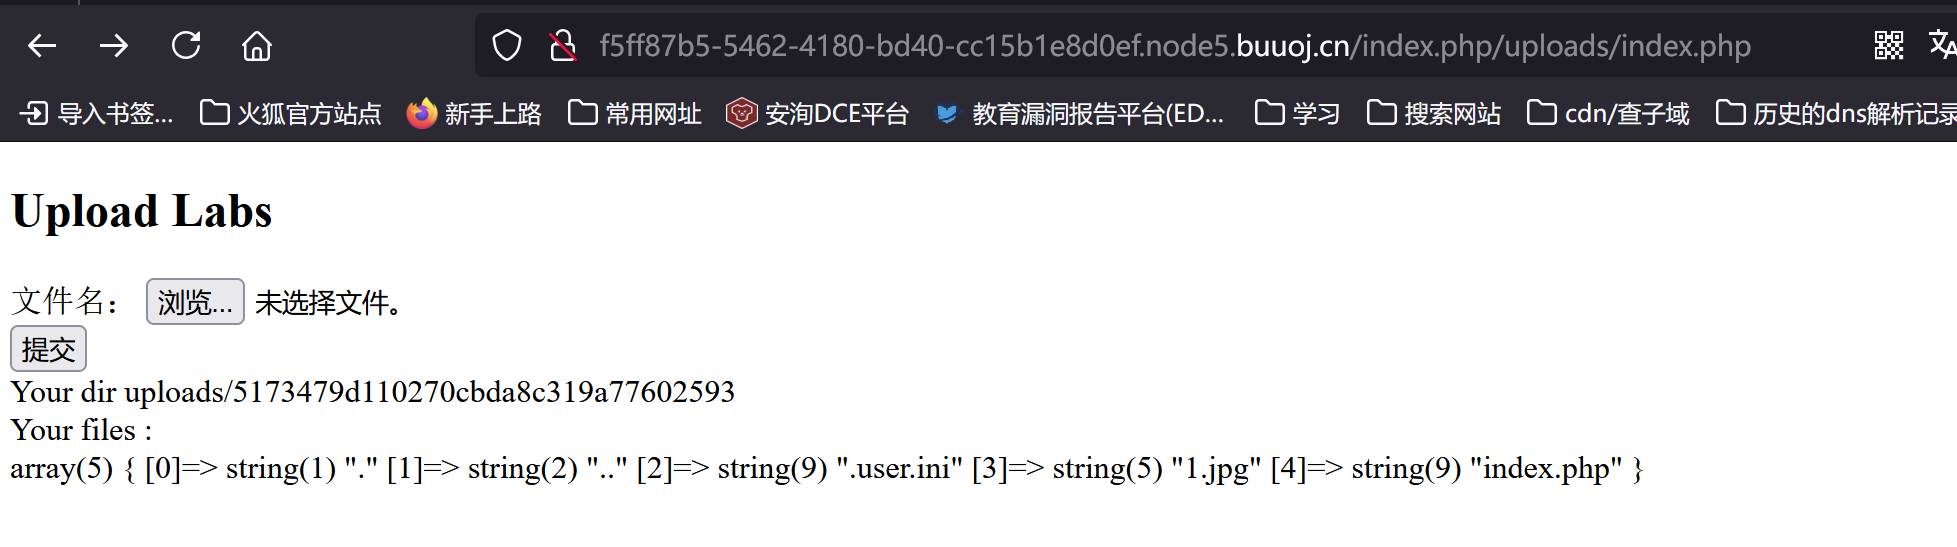 f5ff87b5-5462-4180-bd40-cc15b1e8d0ef.node5.buuoj.cn/index.php/uploads/index.php
导入书签... 火狐官方站点 新手上路 常用网址 安洵DCE平台 教育漏洞报告平台(ED... 学习 搜索网站 cdn/查子域 历史的dns解析记录
Upload Labs
文件名： 浏览... 未选择文件。
提交
Your dir uploads/5173479d110270cbda8c319a77602593
Your files :
array(5) { [0]=> string(1) "." [1]=> string(2) ".." [2]=> string(9) ".user.ini" [3]=> string(5) "1.jpg" [4]=> string(9) "index.php" }